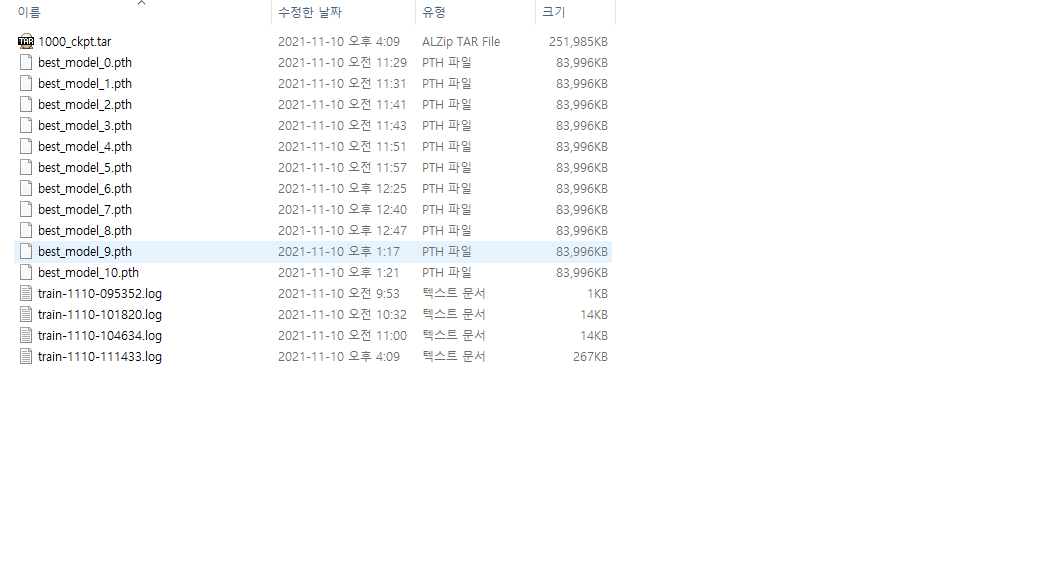 이름 수정한 날짜 유형 크기
1000_ckpt.tar 2021-11-10 오후 4:09 ALZip TAR File 251,985KB
best_model_0.pth 2021-11-10 오전 11:29 PTH 파일 83,996KB
best_model_1.pth 2021-11-10 오전 11:31 PTH 파일 83,996KB
best_model_2.pth 2021-11-10 오전 11:41 PTH 파일 83,996KB
best_model_3.pth 2021-11-10 오전 11:43 PTH 파일 83,996KB
best_model_4.pth 2021-11-10 오전 11:51 PTH 파일 83,996KB
best_model_5.pth 2021-11-10 오전 11:57 PTH 파일 83,996KB
best_model_6.pth 2021-11-10 오후 12:25 PTH 파일 83,996KB
best_model_7.pth 2021-11-10 오후 12:40 PTH 파일 83,996KB
best_model_8.pth 2021-11-10 오후 12:47 PTH 파일 83,996KB
best_model_9.pth 2021-11-10 오후 1:17 PTH 파일 83,996KB
best_model_10.pth 2021-11-10 오후 1:21 PTH 파일 83,996KB
train-1110-095352.log 2021-11-10 오전 9:53 텍스트 문서 1KB
train-1110-101820.log 2021-11-10 오전 10:32 텍스트 문서 14KB
train-1110-104634.log 2021-11-10 오전 11:00 텍스트 문서 14KB
train-1110-111433.log 2021-11-10 오후 4:09 텍스트 문서 267KB